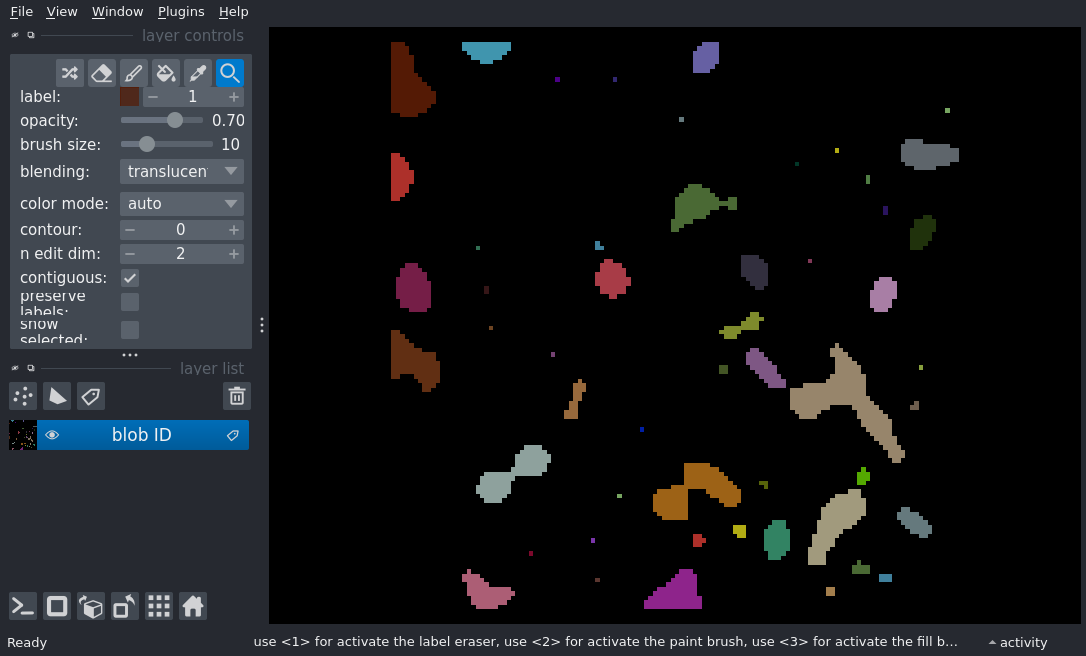 File View Window Plugins Help
layer controls
label: 1
opacity: 0.70
brush size: 10
blending: translucen
color mode: auto
contour: 0
n edit dim: 2
contiguous:
preserve
labels:
show
selected:
layer list
blob ID
Ready use <1> for activate the label eraser, use <2> for activate the paint brush, use <3> for activate the fill b... activity